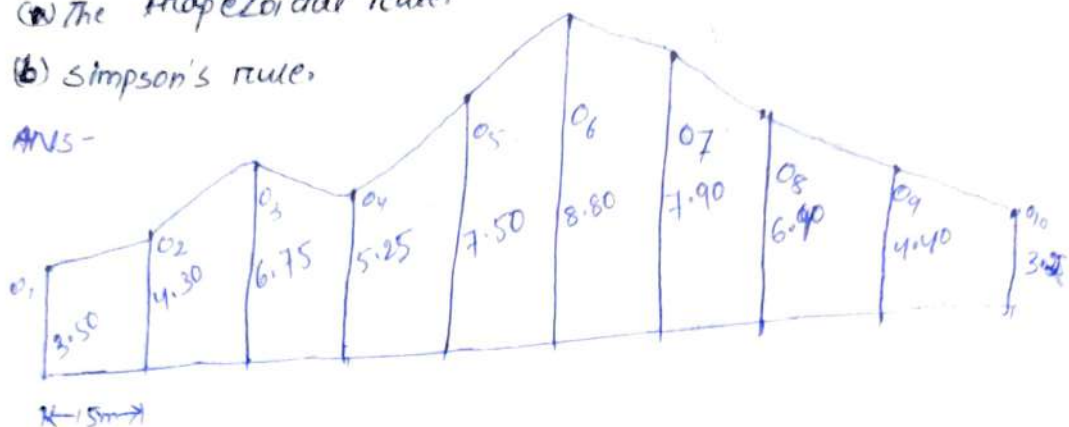 (a) The Trapezoidal rule.
(b) simpson's rule.
ANS-
O1 O2 O3 O4 O5 O6 O7 O8 O9 O10
3.50 4.30 6.75 5.25 7.50 8.80 7.90 6.40 4.40
15m